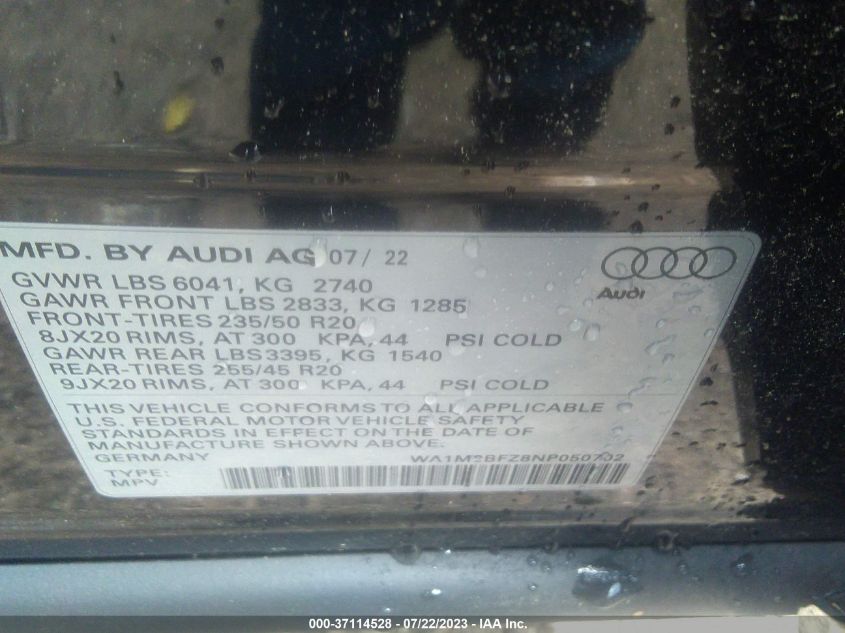 MFD. BY AUDI AG 07/ 22
GVWR LBS 6041, KG 2740
GAWR FRONT LBS 2833, KG 1285
FRONT-TIRES 235/50 R20
8JX20 RIMS, AT 300 KPA, 44 PSI COLD
GAWR REAR LBS3395, KG 1540
REAR-TIRES 255/45 R20
9JX20 RIMS, AT 300 KPA, 44 PSI COLD
Audi
THIS VEHICLE CONFORMS TO ALL APPLICABLE
U.S. FEDERAL MOTOR VEHICLE SAFETY
STANDARDS IN EFFECT ON THE DATE OF
MANUFACTURE SHOWN ABOVE.
GERMANY WA1M2BFZ8NP050702
TYPE:
MPV
000-37114528 - 07/22/2023 - IAA Inc.